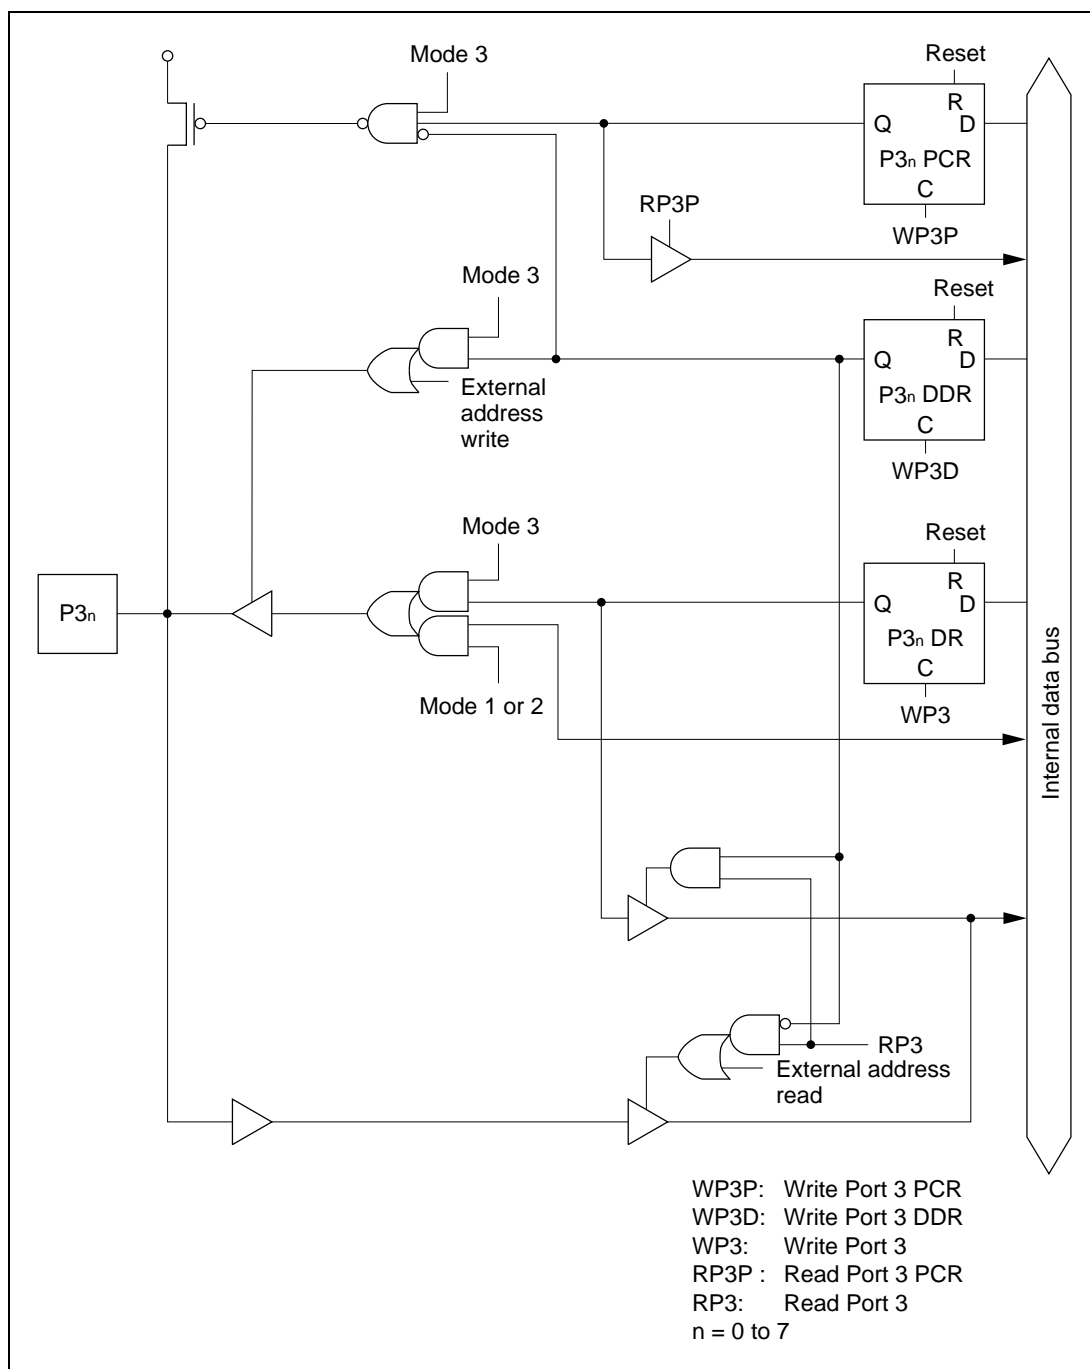 Mode 3
Reset
R
Q
D
P3n PCR
C
WP3P
RP3P
Mode 3
Reset
R
Q
D
P3n DDR
C
WP3D
External
address
write
Mode 3
Reset
R
Q
D
P3n DR
C
WP3
P3n
Mode 1 or 2
Internal data bus
RP3
External address
read
WP3P: Write Port 3 PCR
WP3D: Write Port 3 DDR
WP3: Write Port 3
RP3P : Read Port 3 PCR
RP3: Read Port 3
n = 0 to 7